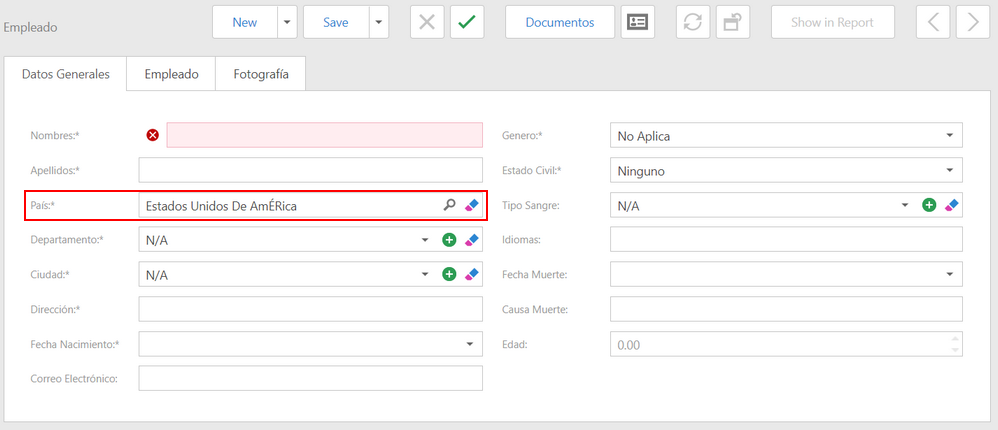 Empleado
New
Save
Documentos
Show in Report
Datos Generales
Empleado
Fotografía
Nombres:*
Apellidos:*
País:*
Estados Unidos De AmÉRica
Departamento:*
N/A
Ciudad:*
N/A
Dirección:*
Fecha Nacimiento:*
Correo Electrónico:
Genero:*
No Aplica
Estado Civil:*
Ninguno
Tipo Sangre:
N/A
Idiomas:
Fecha Muerte:
Causa Muerte:
Edad:
0.00